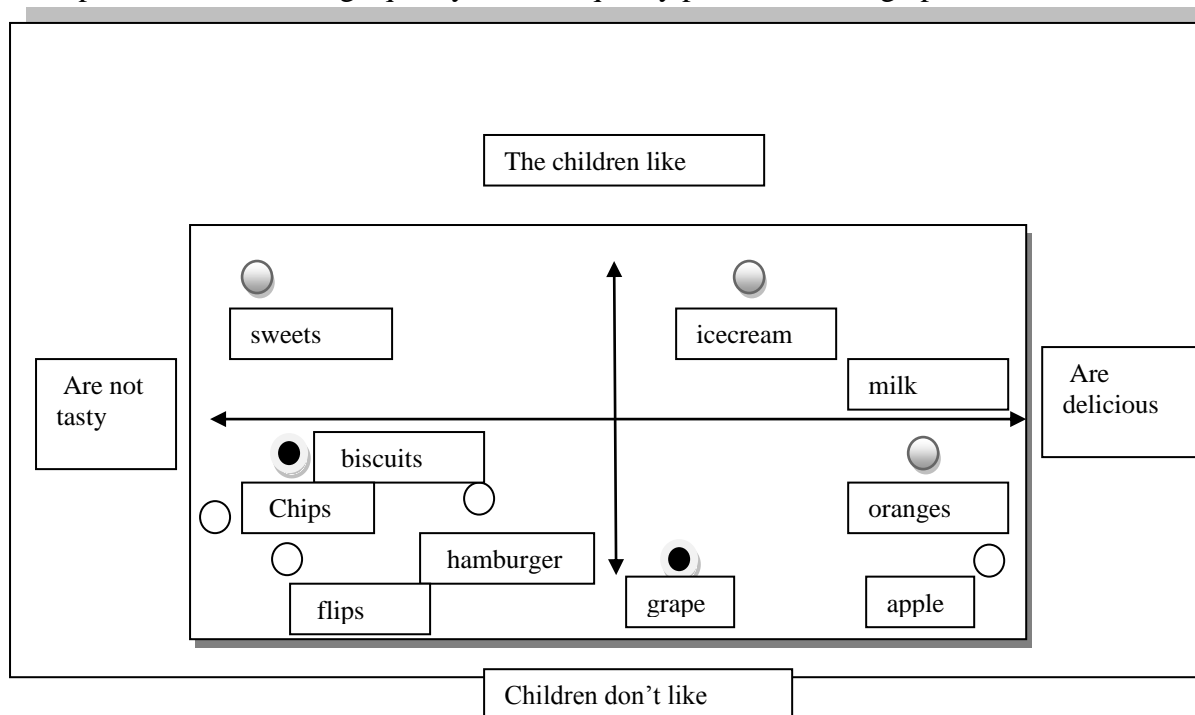 The children like
sweets
icecream
Are not
tasty
milk
Are
delicious
biscuits
Chips
oranges
hamburger
flips
grape
apple
Children don't like